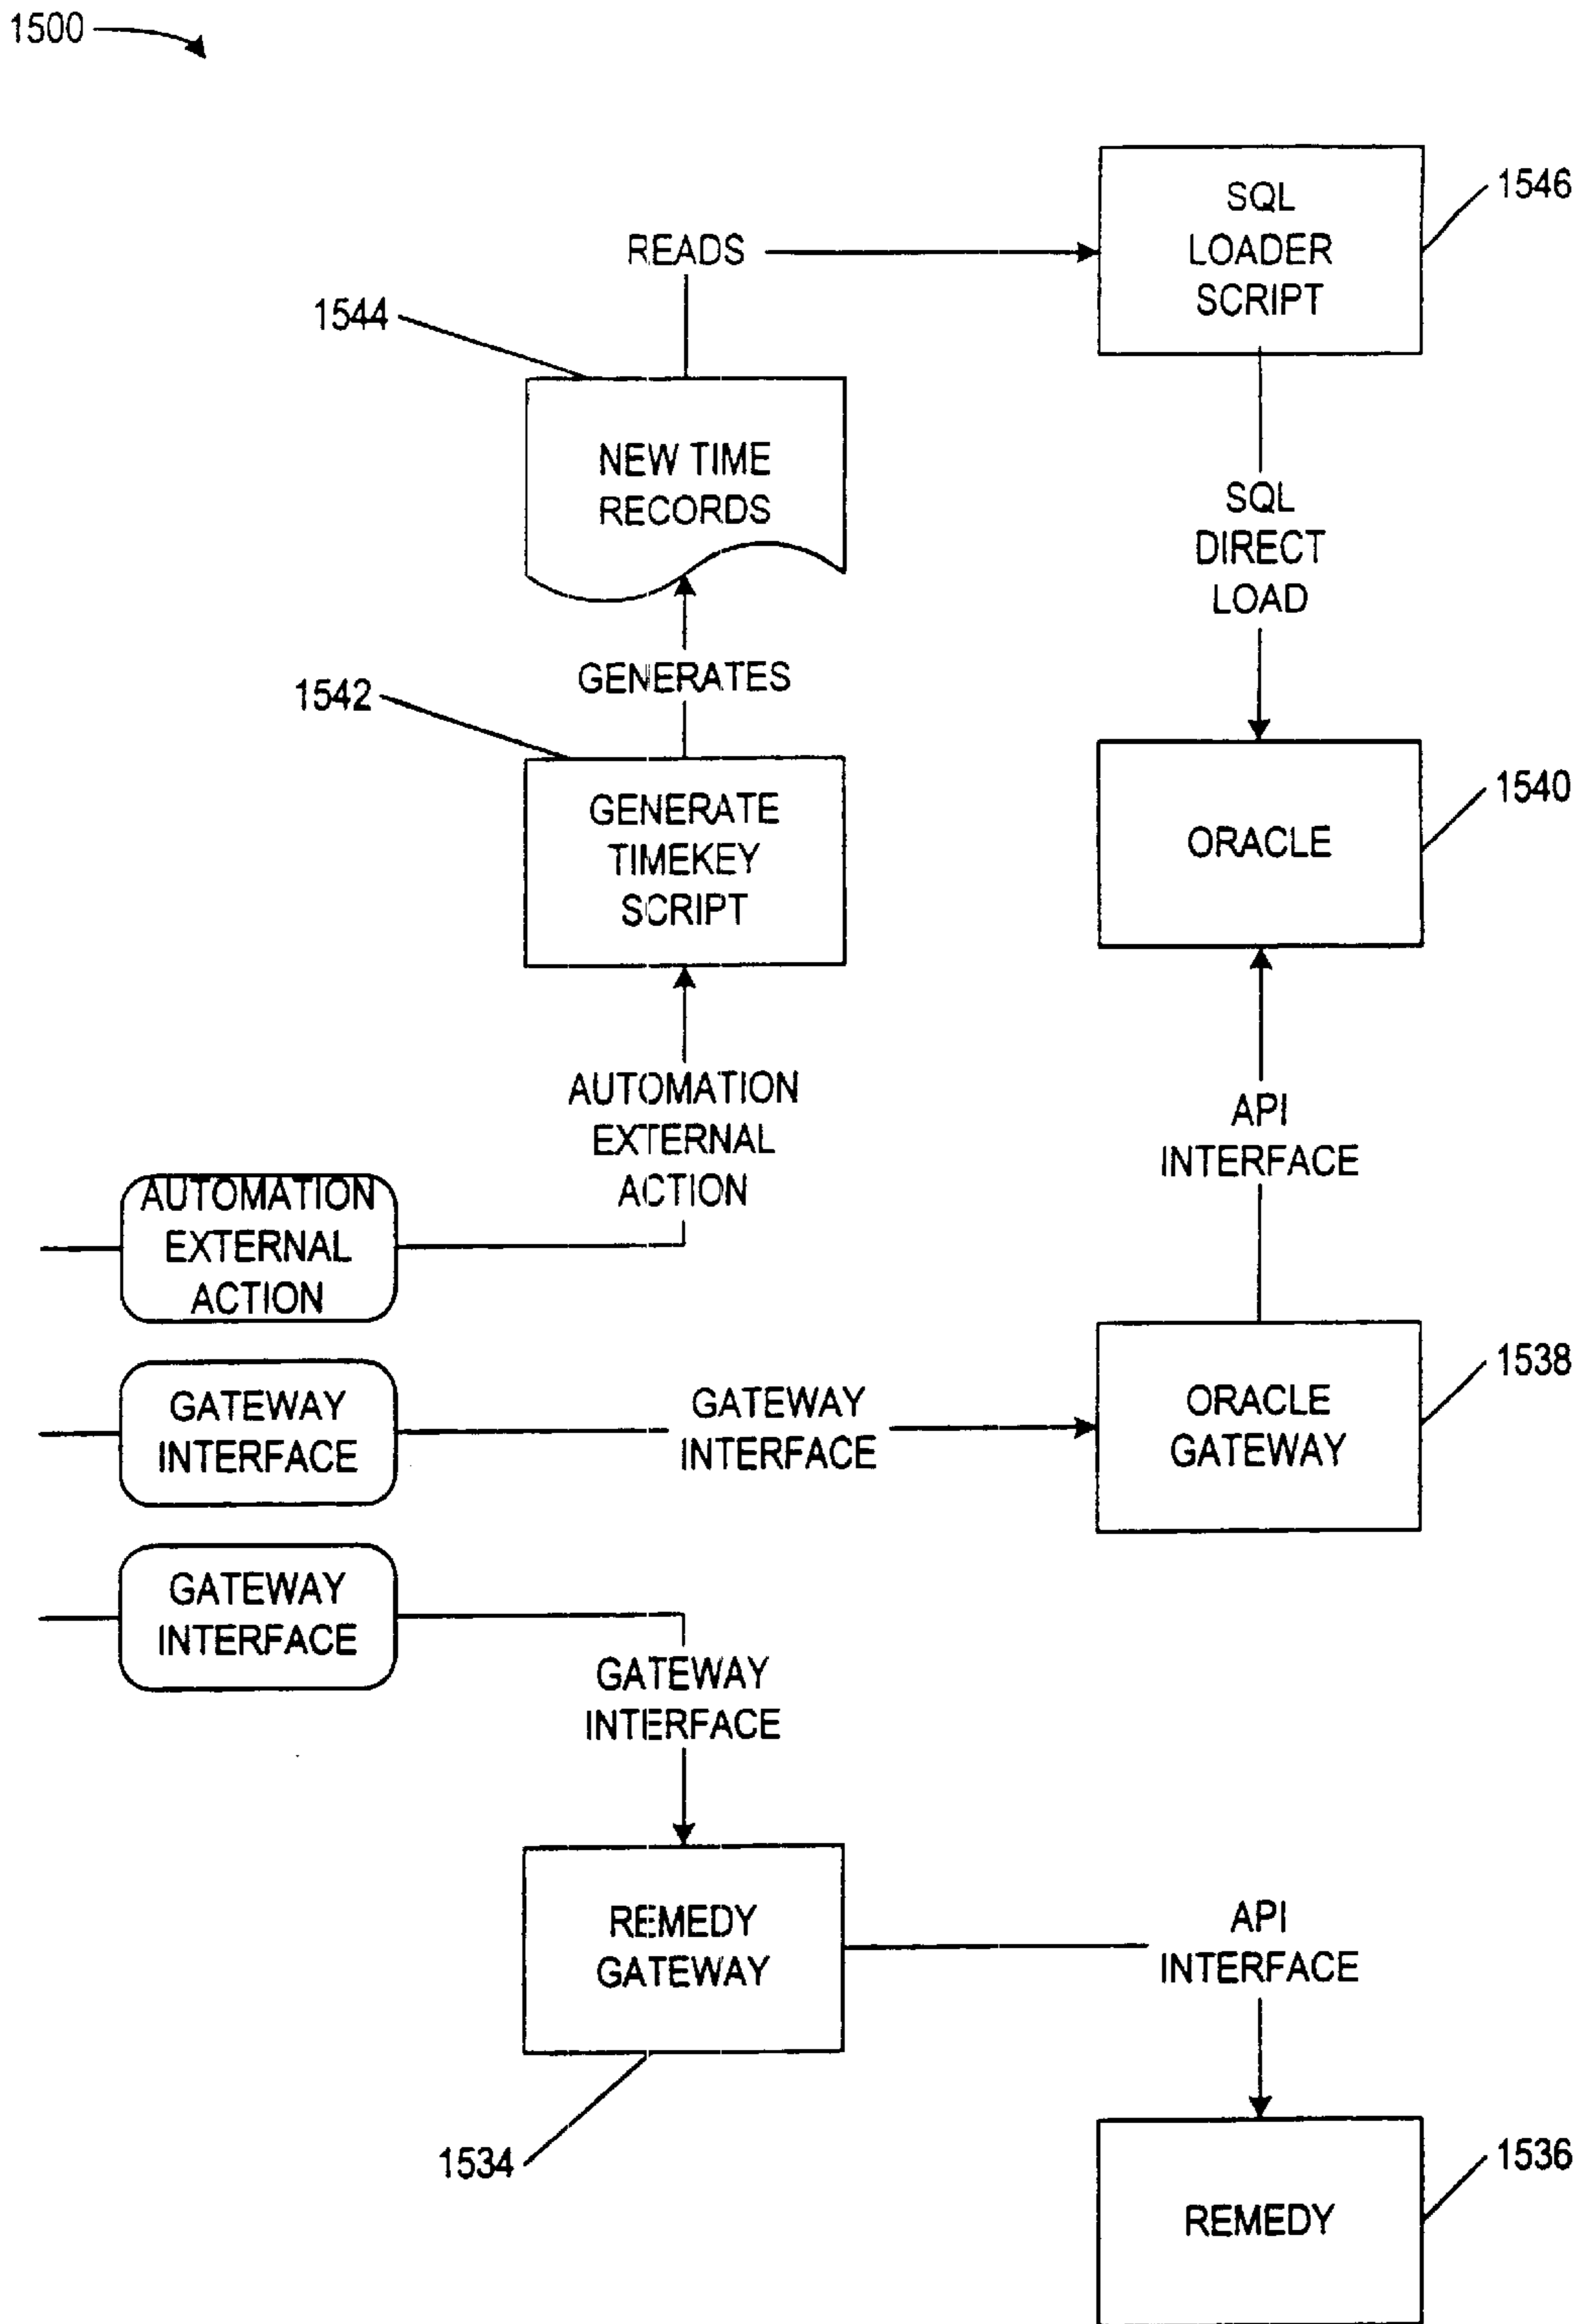 1500
SQL
LOADER
SCRIPT
1546
READS
1544
NEW TIME
RECORDS
SQL
DIRECT
LOAD
GENERATES
1542
GENERATE
TIMEKEY
SCRIPT
ORACLE
1540
AUTOMATION
EXTERNAL
ACTION
API
INTERFACE
AUTOMATION
EXTERNAL
ACTION
GATEWAY
INTERFACE
GATEWAY
INTERFACE
ORACLE
GATEWAY
1538
GATEWAY
INTERFACE
GATEWAY
INTERFACE
REMEDY
GATEWAY
API
INTERFACE
1534
REMEDY
1536